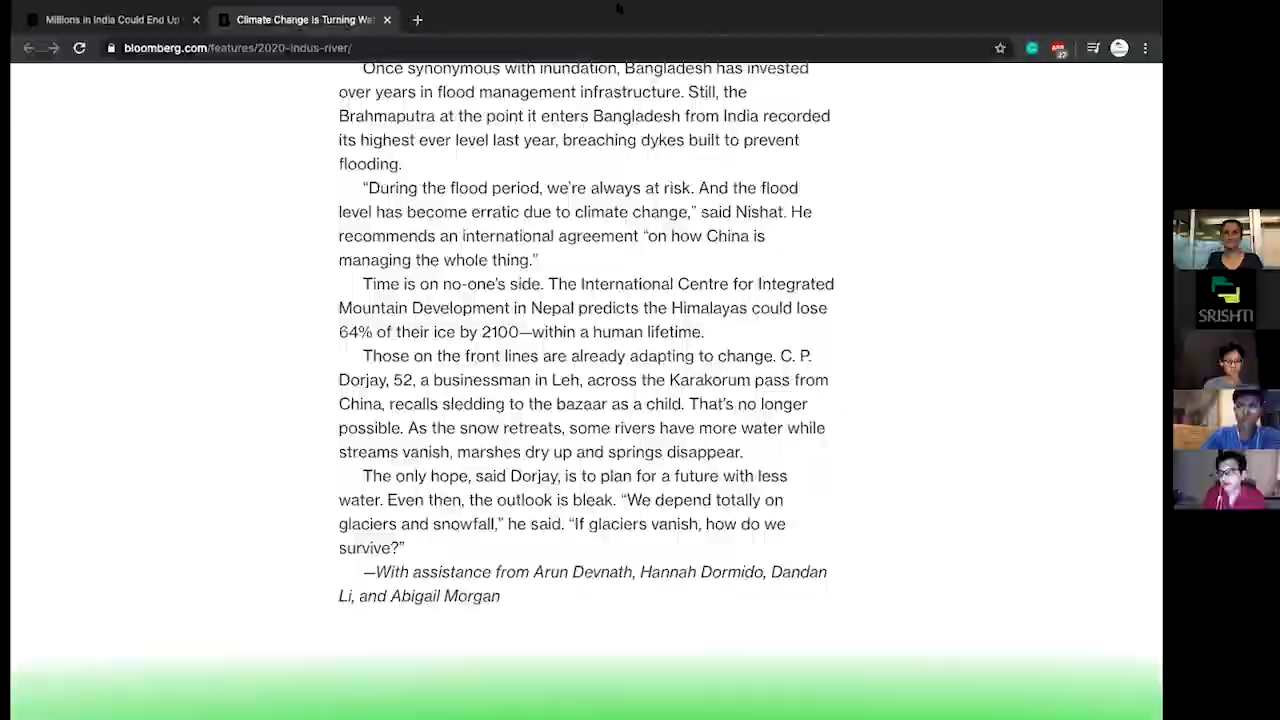 Millions in India Could End Up
Climate Change Is Turning Wa
bloomberg.com/features/2020-indus-river/
Once synonymous with inundation, Bangladesh has invested
over years in flood management infrastructure. Still, the
Brahmaputra at the point it enters Bangladesh from India recorded
its highest ever level last year, breaching dykes built to prevent
flooding.
“During the flood period, we’re always at risk. And the flood
level has become erratic due to climate change,” said Nishat. He
recommends an international agreement “on how China is
managing the whole thing.”
Time is on no-one’s side. The International Centre for Integrated
Mountain Development in Nepal predicts the Himalayas could lose
64% of their ice by 2100—within a human lifetime.
Those on the front lines are already adapting to change. C. P.
Dorjay, 52, a businessman in Leh, across the Karakorum pass from
China, recalls sledding to the bazaar as a child. That’s no longer
possible. As the snow retreats, some rivers have more water while
streams vanish, marshes dry up and springs disappear.
The only hope, said Dorjay, is to plan for a future with less
water. Even then, the outlook is bleak. “We depend totally on
glaciers and snowfall,” he said. “If glaciers vanish, how do we
survive?”
—With assistance from Arun Devnath, Hannah Dormido, Dandan
Li, and Abigail Morgan
SRISHTI